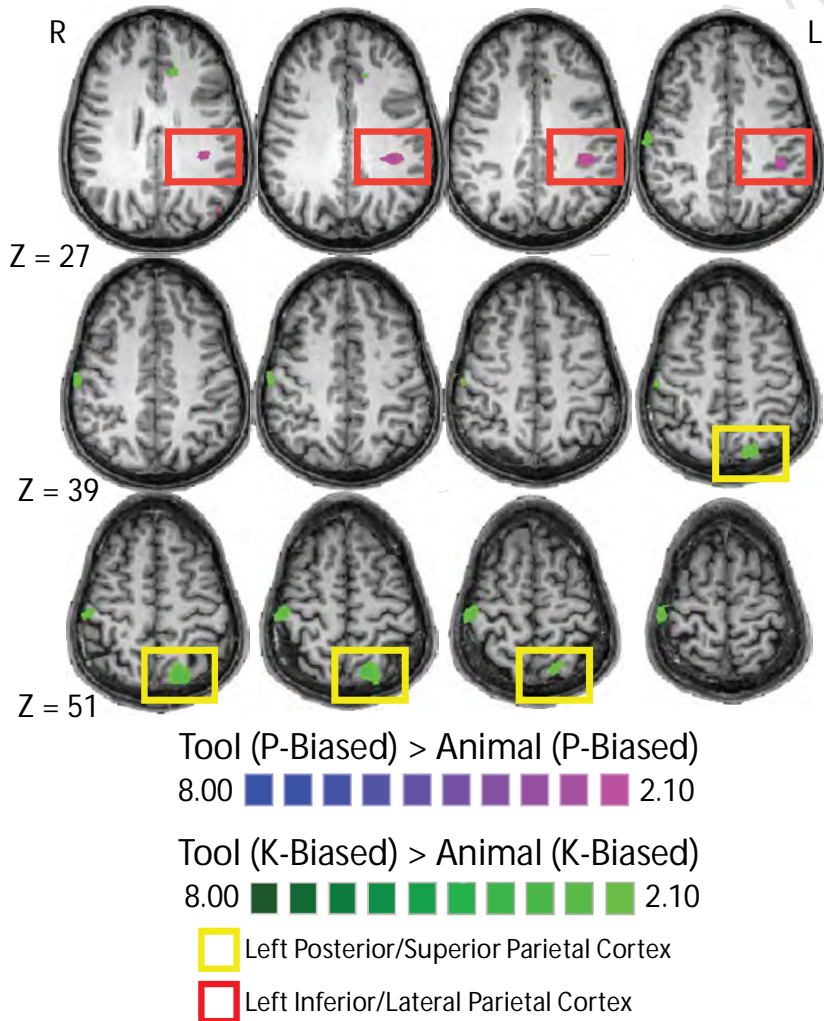 R
L
Z = 27
Z = 39
Z = 51
Tool (P-Biased) > Animal (P-Biased)
8.00 2.10
Tool (K-Biased) > Animal (K-Biased)
8.00 2.10
Left Posterior/Superior Parietal Cortex
Left Inferior/Lateral Parietal Cortex